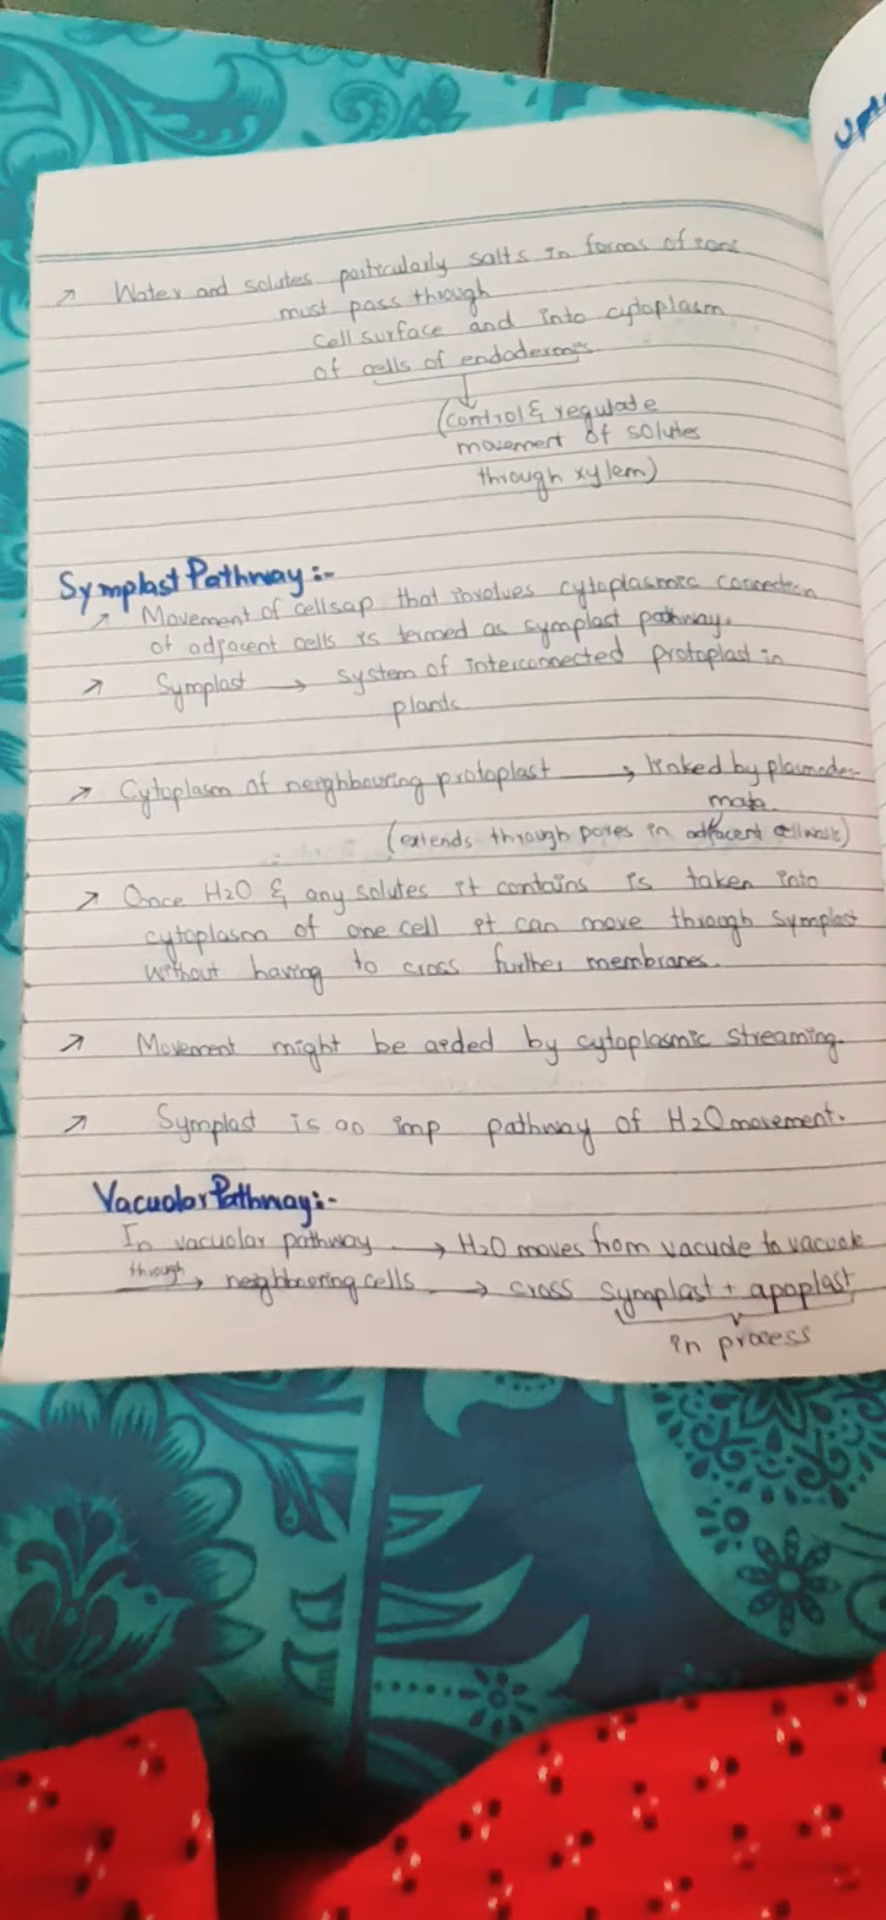 Upt
↗ Water and solutes particularly salts in forms of ions
must pass through
cell surface and into cytoplasm
of cells of endodermis
(control & regulate
movement of solutes
through xylem)
Symplast Pathway:-
↗ Movement of cell sap that involves cytoplasmic connection
of adjacent cells is termed as symplast pathway.
↗ Symplast → system of interconnected protoplast in
plants
↗ Cytoplasm of neighbouring protoplast → linked by plasmodes-
mata.
(extends through pores in adjacent cell walls)
↗ Once H2O & any solutes it contains is taken into
cytoplasm of one cell it can move through symplast
without having to cross further membranes.
↗ Movement might be aided by cytoplasmic streaming.
↗ Symplast is an imp pathway of H2O movement.
Vacuolar Pathway:-
In vacuolar pathway → H2O moves from vacuole to vacuole
through → neighbooring cells → cross symplast + apoplast
in process